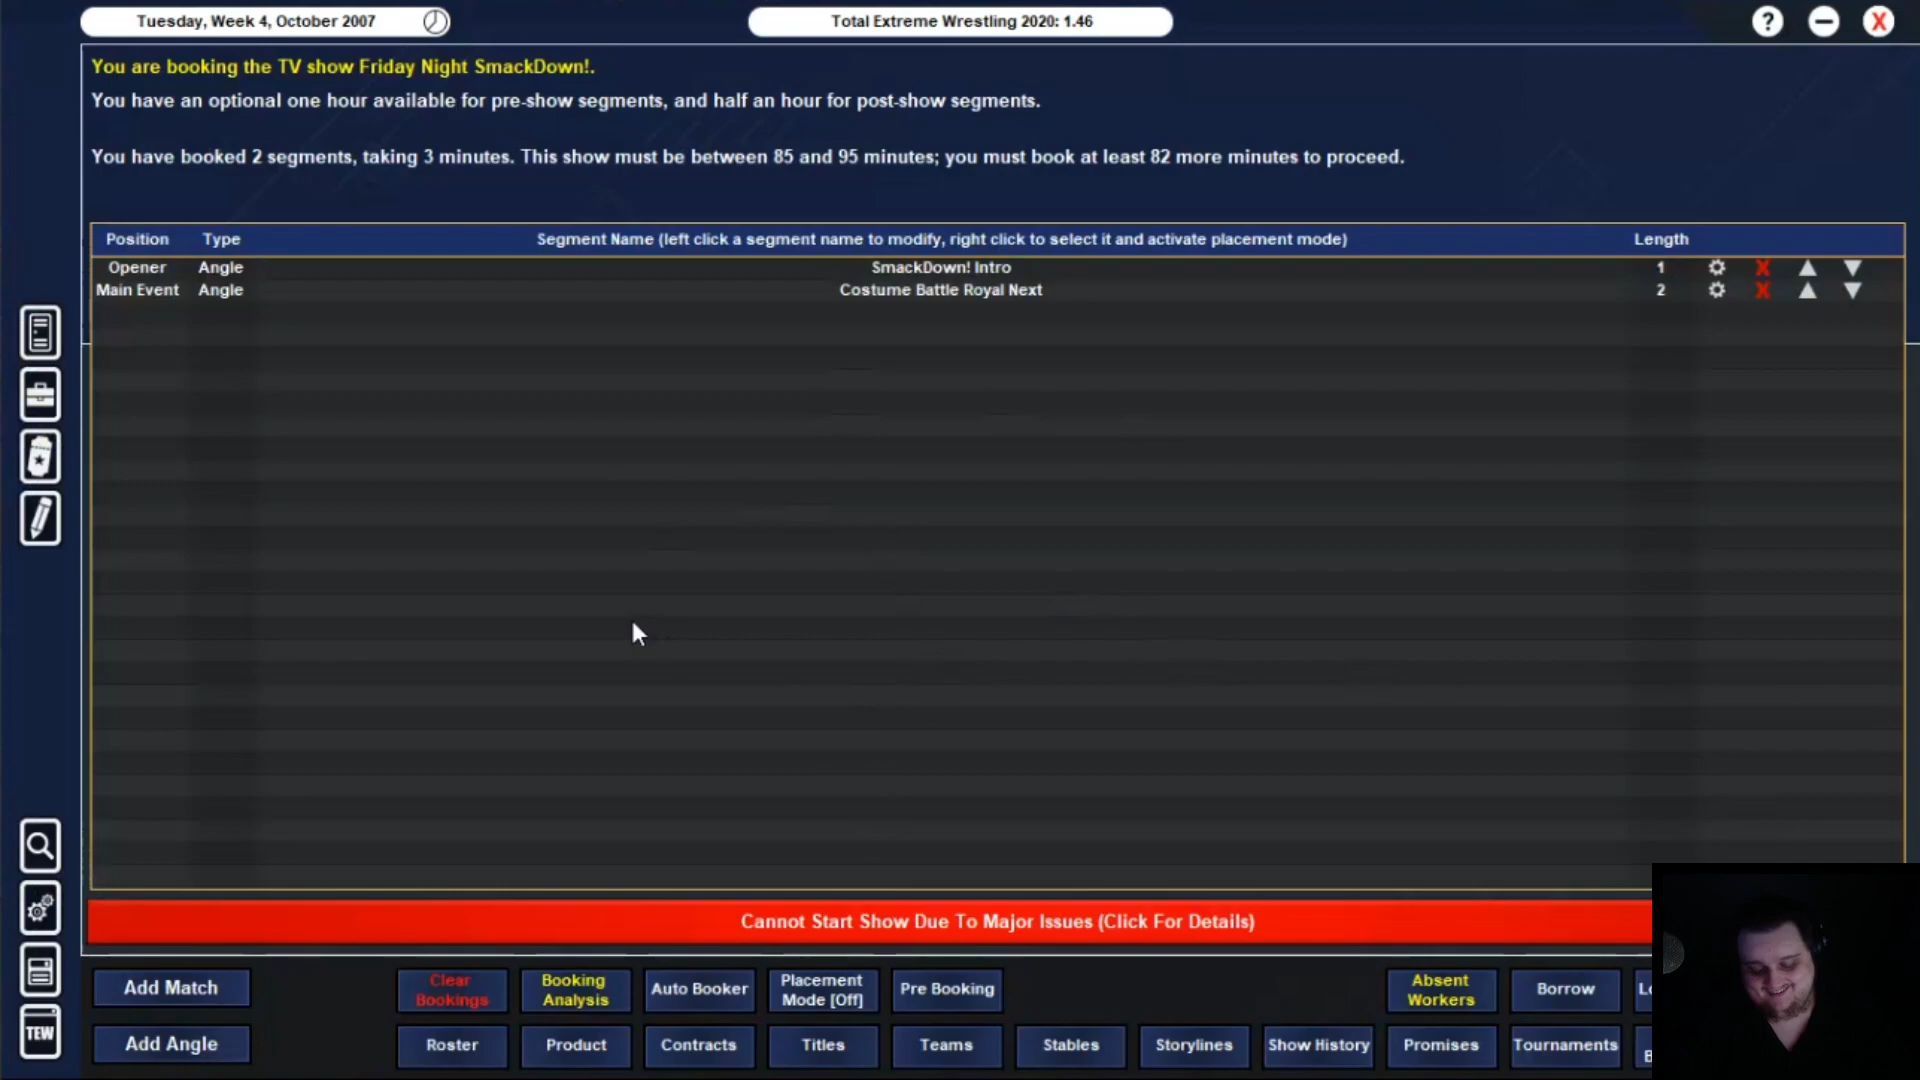 Tuesday, Week 4, October 2007
Total Extreme Wrestling 2020: 1.46
?
X
You are booking the TV show Friday Night SmackDown!.
You have an optional one hour available for pre-show segments, and half an hour for post-show segments.
You have booked 2 segments, taking 3 minutes. This show must be between 85 and 95 minutes; you must book at least 82 more minutes to proceed.
Position Type Segment Name (left click a segment name to modify, right click to select it and activate placement mode) Length
Opener Angle SmackDown! Intro 1 X
Main Event Angle Costume Battle Royal Next 2 X
Cannot Start Show Due To Major Issues (Click For Details)
Add Match
Clear Bookings
Booking Analysis
Auto Booker
Placement Mode [Off]
Pre Booking
Absent Workers
Borrow
TEW
Add Angle
Roster
Product
Contracts
Titles
Teams
Stables
Storylines
Show History
Promises
Tournaments